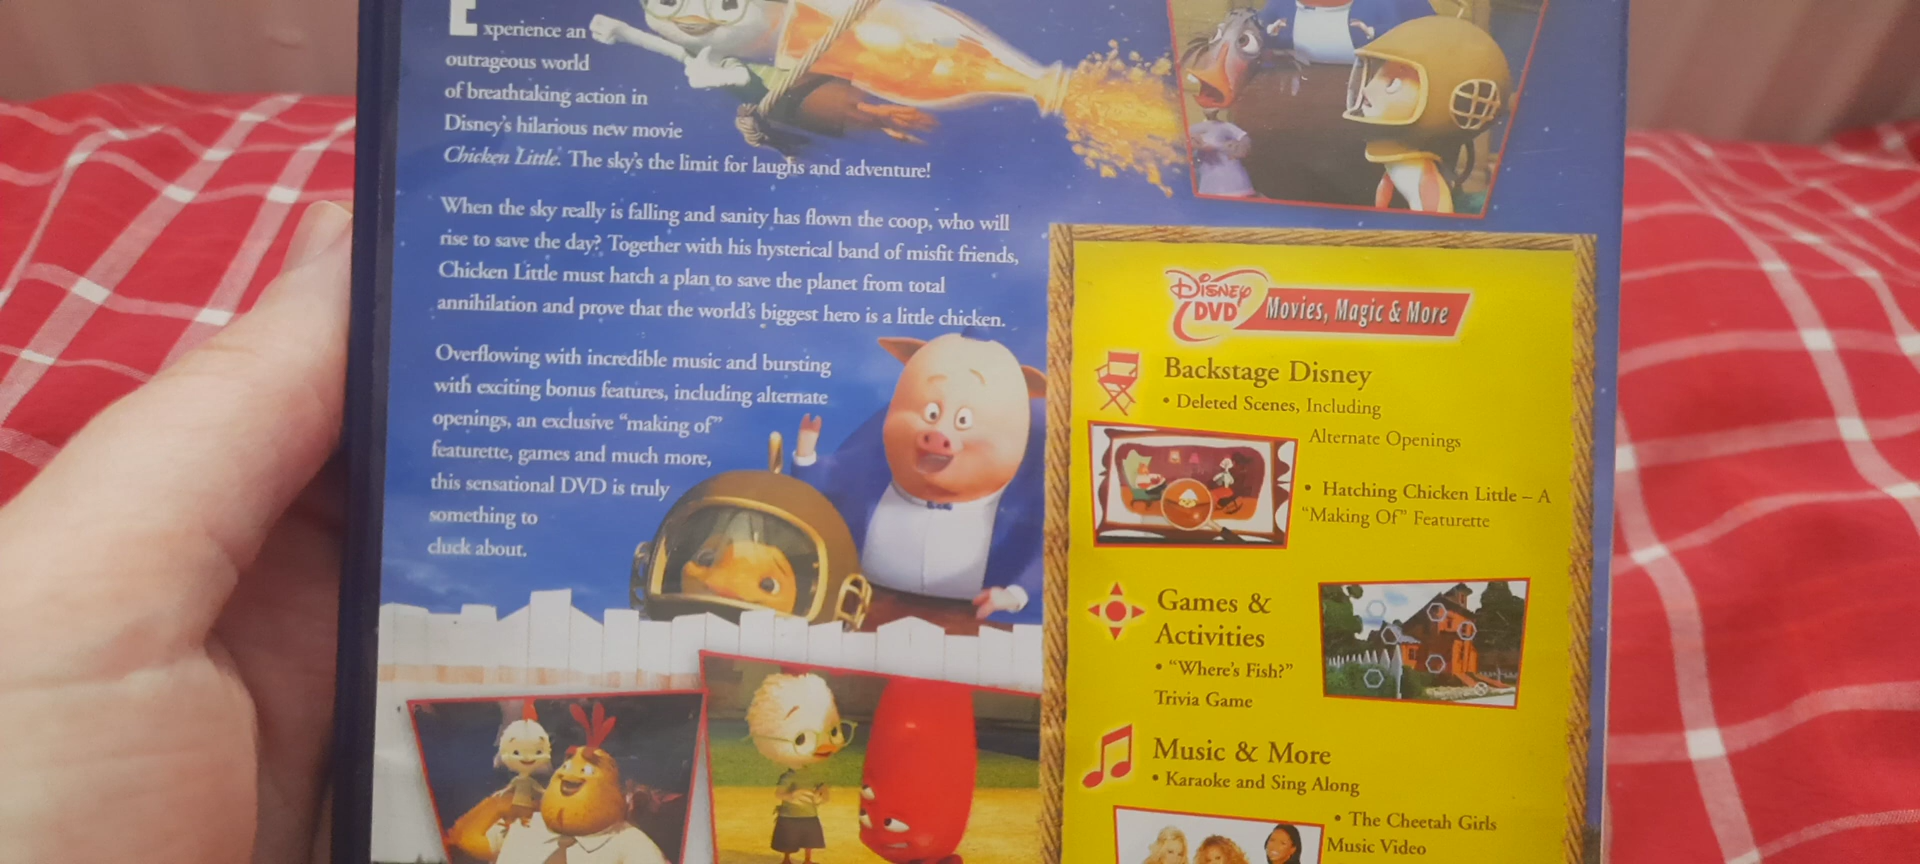 Experience an
outrageous world
of breathtaking action in
Disney's hilarious new movie
Chicken Little. The sky's the limit for laughs and adventure!
When the sky really is falling and sanity has flown the coop, who will
rise to save the day? Together with his hysterical band of misfit friends,
Chicken Little must hatch a plan to save the planet from total
annihilation and prove that the world's biggest hero is a little chicken.
Overflowing with incredible music and bursting
with exciting bonus features, including alternate
openings, an exclusive "making of"
featurette, games and much more,
this sensational DVD is truly
something to
cluck about.
Disney
DVD Movies, Magic & More
Backstage Disney
• Deleted Scenes, Including
Alternate Openings
• Hatching Chicken Little – A
"Making Of" Featurette
Games &
Activities
• "Where's Fish?"
Trivia Game
Music & More
• Karaoke and Sing Along
• The Cheetah Girls
Music Video